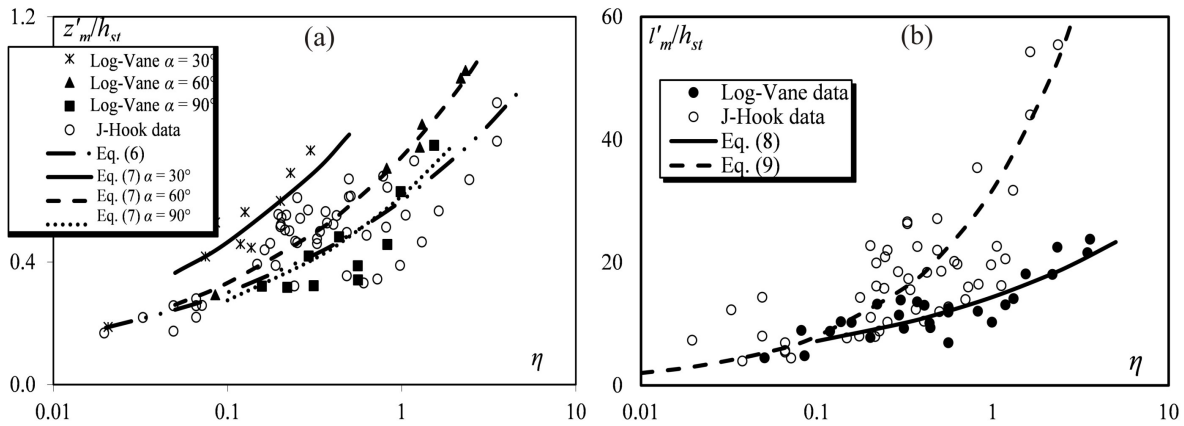 1.2
z'm/hst
(a)
Log-Vane α = 30°
Log-Vane α = 60°
Log-Vane α = 90°
J-Hook data
Eq. (6)
Eq. (7) α = 30°
Eq. (7) α = 60°
Eq. (7) α = 90°
0.4
0.0
η
0.01 0.1 1 10
60
l'm/hst
(b)
Log-Vane data
J-Hook data
Eq. (8)
Eq. (9)
40
20
0
η
0.01 0.1 1 10